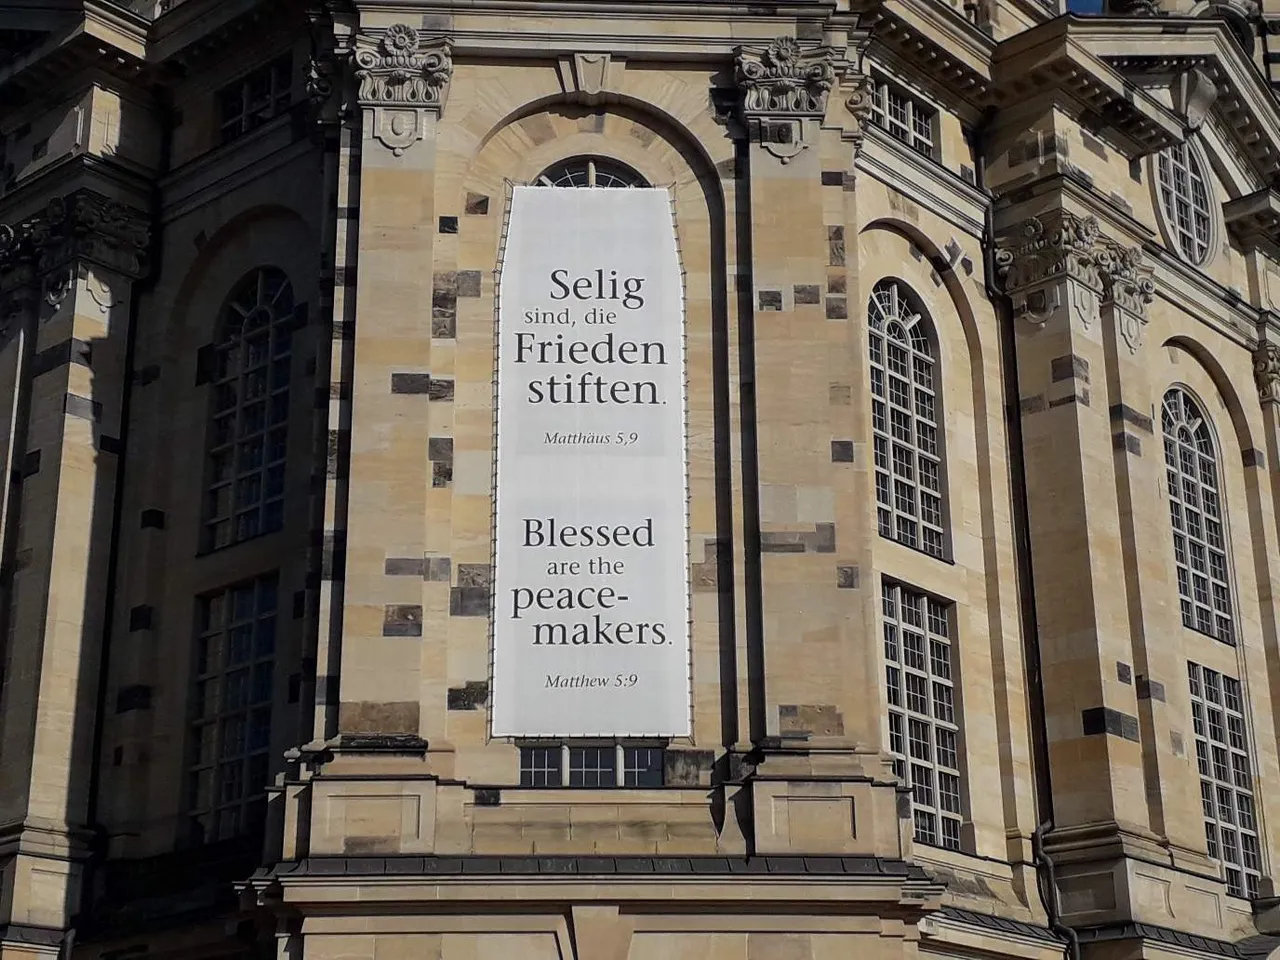 Selig
sind, die
Frieden
stiften.
Matthäus 5,9
Blessed
are the
peace-
makers.
Matthew 5:9